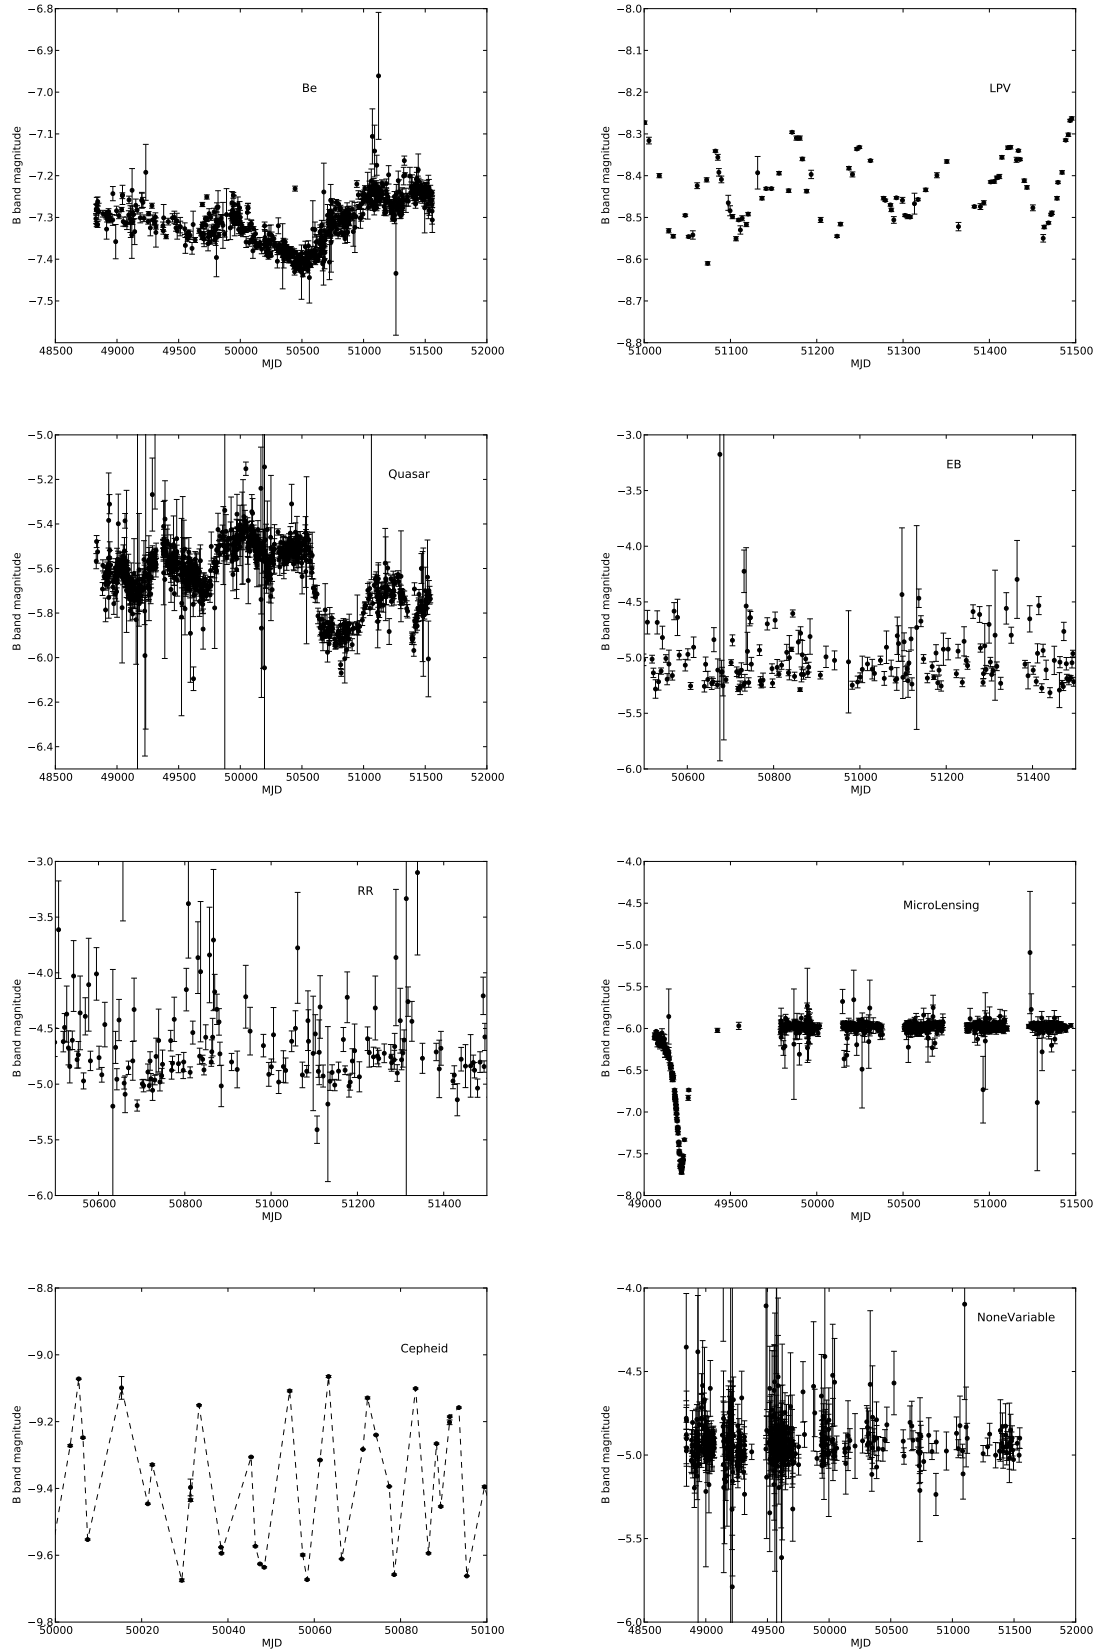 −6.8
−6.9
−7.0
−7.1
−7.2
−7.3
−7.4
−7.5
B band magnitude
Be
48500 49000 49500 50000 50500 51000 51500 52000
MJD
−8.0
−8.1
−8.2
−8.3
−8.4
−8.5
−8.6
−8.7
−8.8
B band magnitude
LPV
51000 51100 51200 51300 51400 51500
MJD
−5.0
−5.2
−5.4
−5.6
−5.8
−6.0
−6.2
−6.4
B band magnitude
Quasar
48500 49000 49500 50000 50500 51000 51500 52000
MJD
−3.0
−3.5
−4.0
−4.5
−5.0
−5.5
−6.0
B band magnitude
EB
50600 50800 51000 51200 51400
MJD
−3.0
−3.5
−4.0
−4.5
−5.0
−5.5
−6.0
B band magnitude
RR
50600 50800 51000 51200 51400
MJD
−4.0
−4.5
−5.0
−5.5
−6.0
−6.5
−7.0
−7.5
−8.0
B band magnitude
MicroLensing
49000 49500 50000 50500 51000 51500
MJD
−8.8
−9.0
−9.2
−9.4
−9.6
−9.8
B band magnitude
Cepheid
50000 50020 50040 50060 50080 50100
MJD
−4.0
−4.5
−5.0
−5.5
−6.0
B band magnitude
NoneVariable
48500 49000 49500 50000 50500 51000 51500 52000
MJD